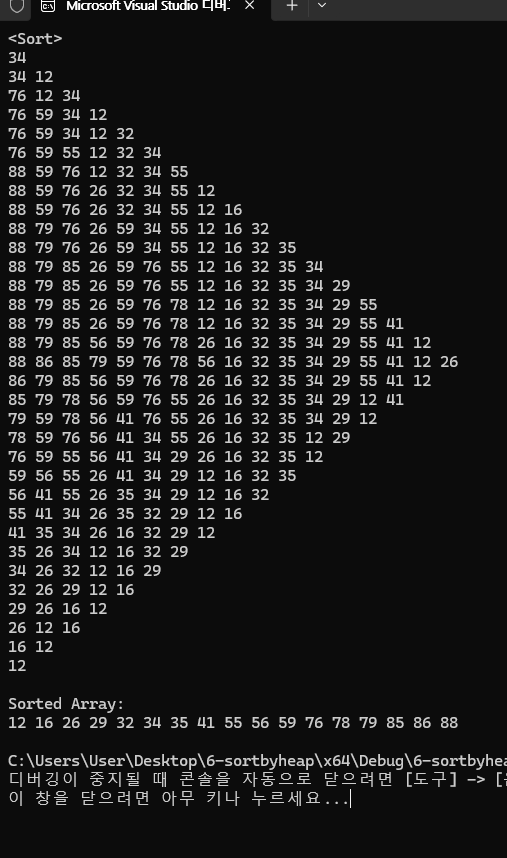 Microsoft Visual Studio 디버그
<Sort>
34
34 12
76 12 34
76 59 34 12
76 59 34 12 32
76 59 55 12 32 34
88 59 76 12 32 34 55
88 59 76 26 32 34 55 12
88 59 76 26 32 34 55 12 16
88 79 76 26 59 34 55 12 16 32
88 79 76 26 59 34 55 12 16 32 35
88 79 85 26 59 76 55 12 16 32 35 34
88 79 85 26 59 76 55 12 16 32 35 34 29
88 79 85 26 59 76 78 12 16 32 35 34 29 55
88 79 85 26 59 76 78 12 16 32 35 34 29 55 41
88 79 85 56 59 76 78 26 16 32 35 34 29 55 41 12
88 86 85 79 59 76 78 56 16 32 35 34 29 55 41 12 26
86 79 85 56 59 76 78 26 16 32 35 34 29 55 41 12
85 79 78 56 59 76 55 26 16 32 35 34 29 12 41
79 59 78 56 41 76 55 26 16 32 35 34 29 12
78 59 76 56 41 34 55 26 16 32 35 12 29
76 59 55 56 41 34 29 26 16 32 35 12
59 56 55 26 41 34 29 12 16 32 35
56 41 55 26 35 34 29 12 16 32
55 41 34 26 35 32 29 12 16
41 35 34 26 16 32 29 12
35 26 34 12 16 32 29
34 26 32 12 16 29
32 26 29 12 16
29 26 16 12
26 12 16
16 12
12
Sorted Array:
12 16 26 29 32 34 35 41 55 56 59 76 78 79 85 86 88
C:\Users\User\Desktop\6-sortbyheap\x64\Debug\6-sortbyhea
디버깅이 중지될 때 콘솔을 자동으로 닫으려면 [도구] -> [
이 창을 닫으려면 아무 키나 누르세요...